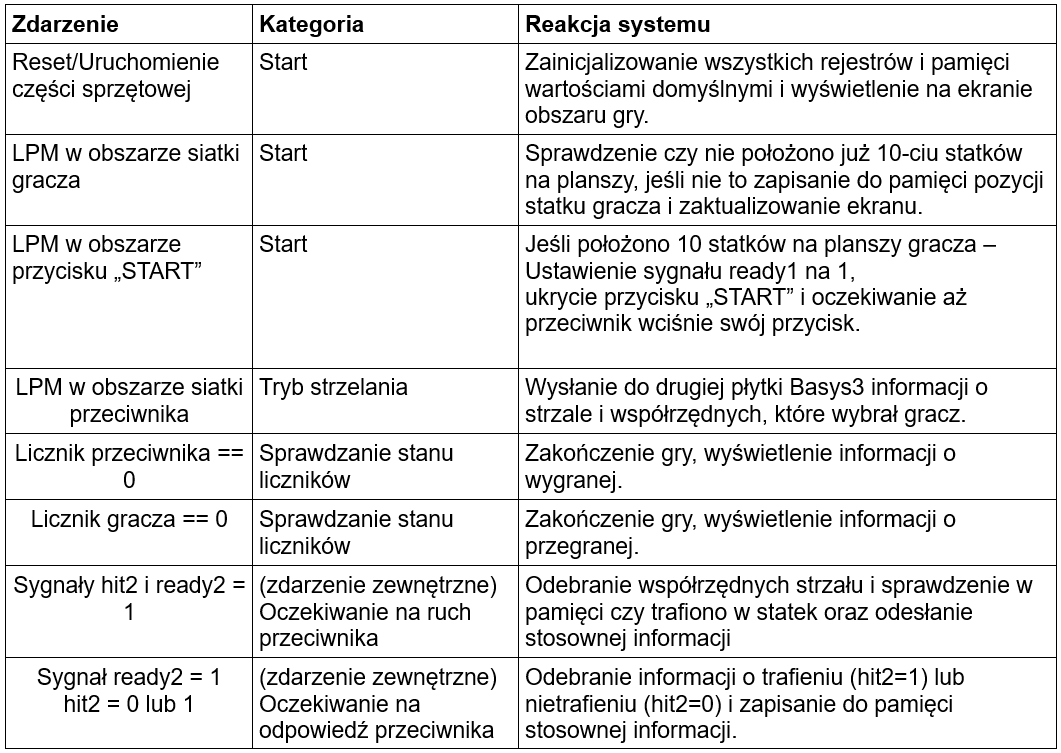 Zdarzenie Kategoria Reakcja systemu
Reset/Uruchomienie Start Zainicjalizowanie wszystkich rejestrów i pamięci
części sprzętowej wartościami domyślnymi i wyświetlenie na ekranie
obszaru gry.
LPM w obszarze siatki Start Sprawdzenie czy nie położono już 10-ciu statków
gracza na planszy, jeśli nie to zapisanie do pamięci pozycji
statku gracza i zaktualizowanie ekranu.
LPM w obszarze Start Jeśli położono 10 statków na planszy gracza –
przycisku „START” Ustawienie sygnału ready1 na 1,
ukrycie przycisku „START” i oczekiwanie aż
przeciwnik wciśnie swój przycisk.
LPM w obszarze siatki Tryb strzelania Wysłanie do drugiej płytki Basys3 informacji o
przeciwnika strzale i współrzędnych, które wybrał gracz.
Licznik przeciwnika == Sprawdzanie stanu Zakończenie gry, wyświetlenie informacji o
0 liczników wygranej.
Licznik gracza == 0 Sprawdzanie stanu Zakończenie gry, wyświetlenie informacji o
liczników przegranej.
Sygnały hit2 i ready2 = (zdarzenie zewnętrzne) Odebranie współrzędnych strzału i sprawdzenie w
1 Oczekiwanie na ruch pamięci czy trafiono w statek oraz odesłanie
przeciwnika stosownej informacji
Sygnał ready2 = 1 (zdarzenie zewnętrzne) Odebranie informacji o trafieniu (hit2=1) lub
hit2 = 0 lub 1 Oczekiwanie na nietrafieniu (hit2=0) i zapisanie do pamięci
odpowiedź przeciwnika stosownej informacji.